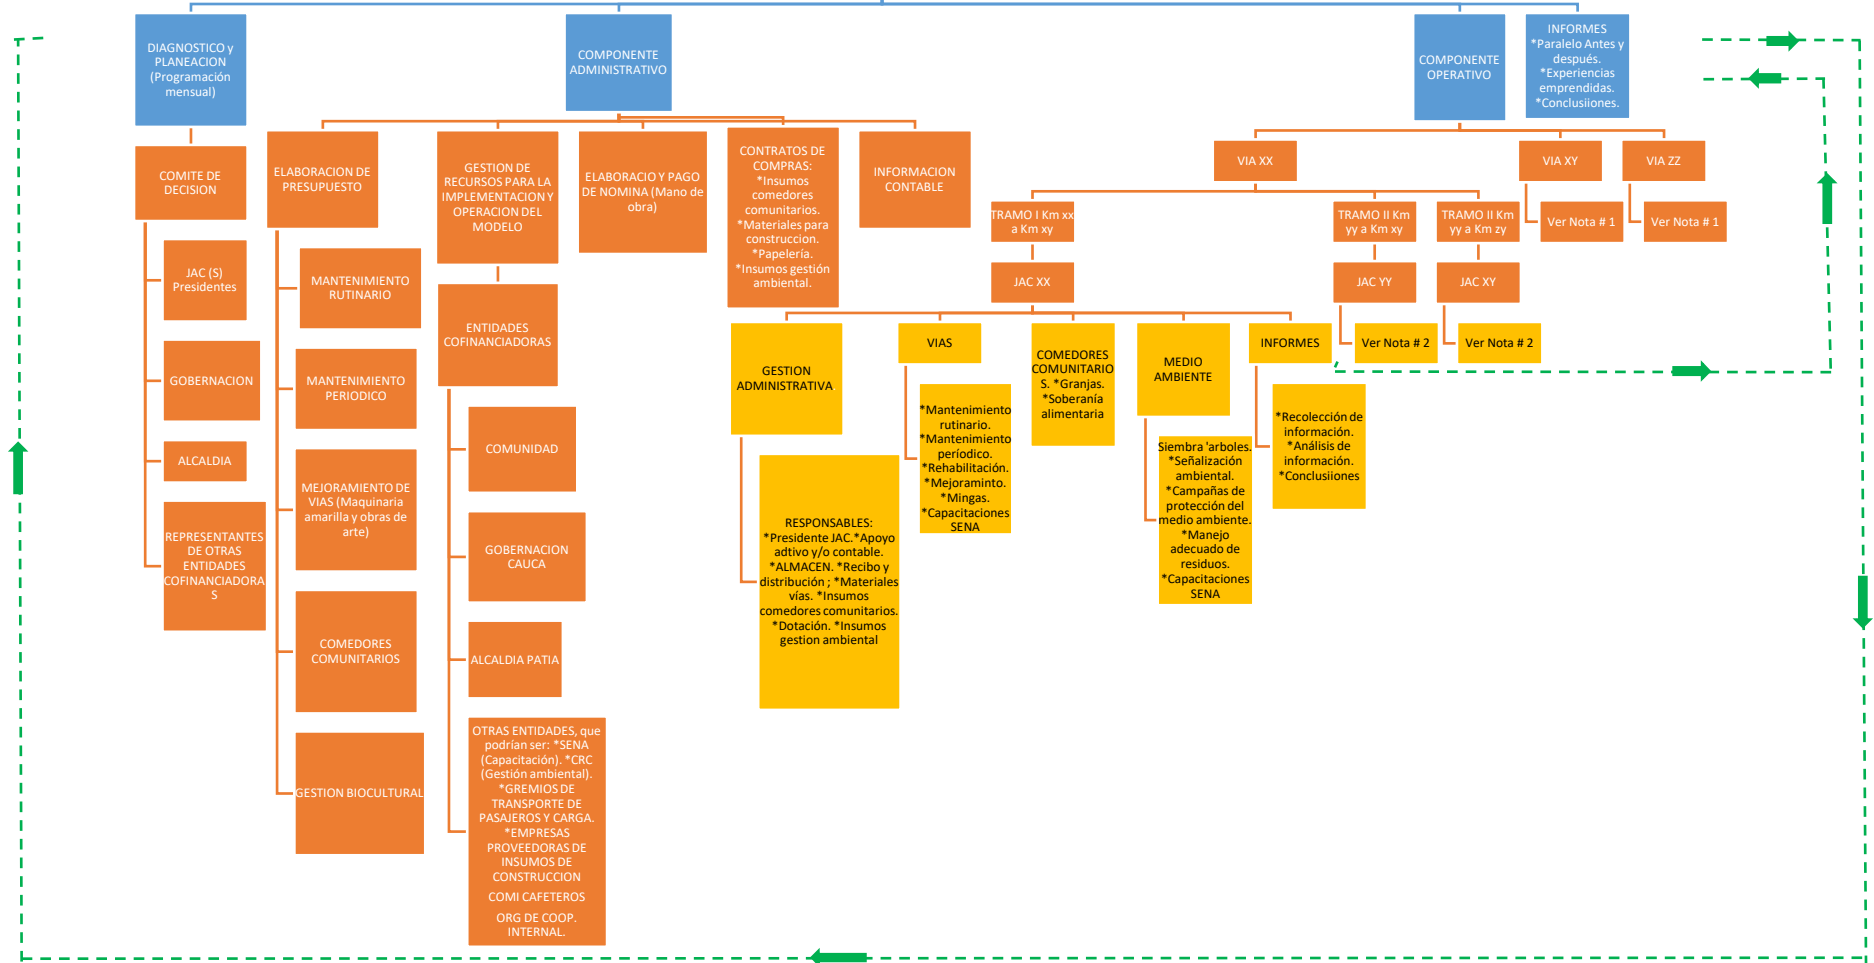 DIAGNOSTICO y
PLANEACION
(Programación
mensual)
COMPONENTE
ADMINISTRATIVO
COMPONENTE
OPERATIVO
INFORMES
*Paralelo Antes y
después.
*Experiencias
emprendidas.
*Conclusiiones.
COMITE DE
DECISION
JAC (S)
Presidentes
GOBERNACION
ALCALDIA
REPRESENTANTES
DE OTRAS
ENTIDADES
COFINANCIADORA
S
ELABORACION DE
PRESUPUESTO
MANTENIMIENTO
RUTINARIO
MANTENIMIENTO
PERIODICO
MEJORAMIENTO DE
VIAS (Maquinaria
amarilla y obras de
arte)
COMEDORES
COMUNITARIOS
GESTION BIOCULTURAL
GESTION DE
RECURSOS PARA LA
IMPLEMENTACION Y
OPERACION DEL
MODELO
ENTIDADES
COFINANCIADORAS
COMUNIDAD
GOBERNACION
CAUCA
ALCALDIA PATIA
OTRAS ENTIDADES, que
podrían ser: *SENA
(Capacitación). *CRC
(Gestión ambiental).
*GREMIOS DE
TRANSPORTE DE
PASAJEROS Y CARGA.
*EMPRESAS
PROVEEDORAS DE
INSUMOS DE
CONSTRUCCION
COMI CAFETEROS
ORG DE COOP.
INTERNAL.
ELABORACIO Y PAGO
DE NOMINA (Mano de
obra)
CONTRATOS DE
COMPRAS:
*Insumos
comedores
comunitarios.
*Materiales para
construccion.
*Papelería.
*Insumos gestión
ambiental.
INFORMACION
CONTABLE
VIA XX
VIA XY
VIA ZZ
TRAMO I Km xx
a Km xy
TRAMO II Km
yy a Km xy
TRAMO II Km
yy a Km zy
Ver Nota # 1
Ver Nota # 1
JAC XX
JAC YY
JAC XY
Ver Nota # 2
Ver Nota # 2
GESTION
ADMINISTRATIVA
RESPONSABLES:
*Presidente JAC.*Apoyo
adtivo y/o contable.
*ALMACEN. *Recibo y
distribución ; *Materiales
vías. *Insumos
comedores comunitarios.
*Dotación. *Insumos
gestion ambiental
VIAS
*Mantenimiento
rutinario.
*Mantenimiento
períodico.
*Rehabilitación.
*Mejoraminto.
*Mingas.
*Capacitaciones
SENA
COMEDORES
COMUNITARIO
S. *Granjas.
*Soberanía
alimentaria
MEDIO
AMBIENTE
Siembra 'arboles.
*Señalización
ambiental.
*Campañas de
protección del
medio ambiente.
*Manejo
adecuado de
residuos.
*Capacitaciones
SENA
INFORMES
*Recolección de
información.
*Análisis de
información.
*Conclusiiones